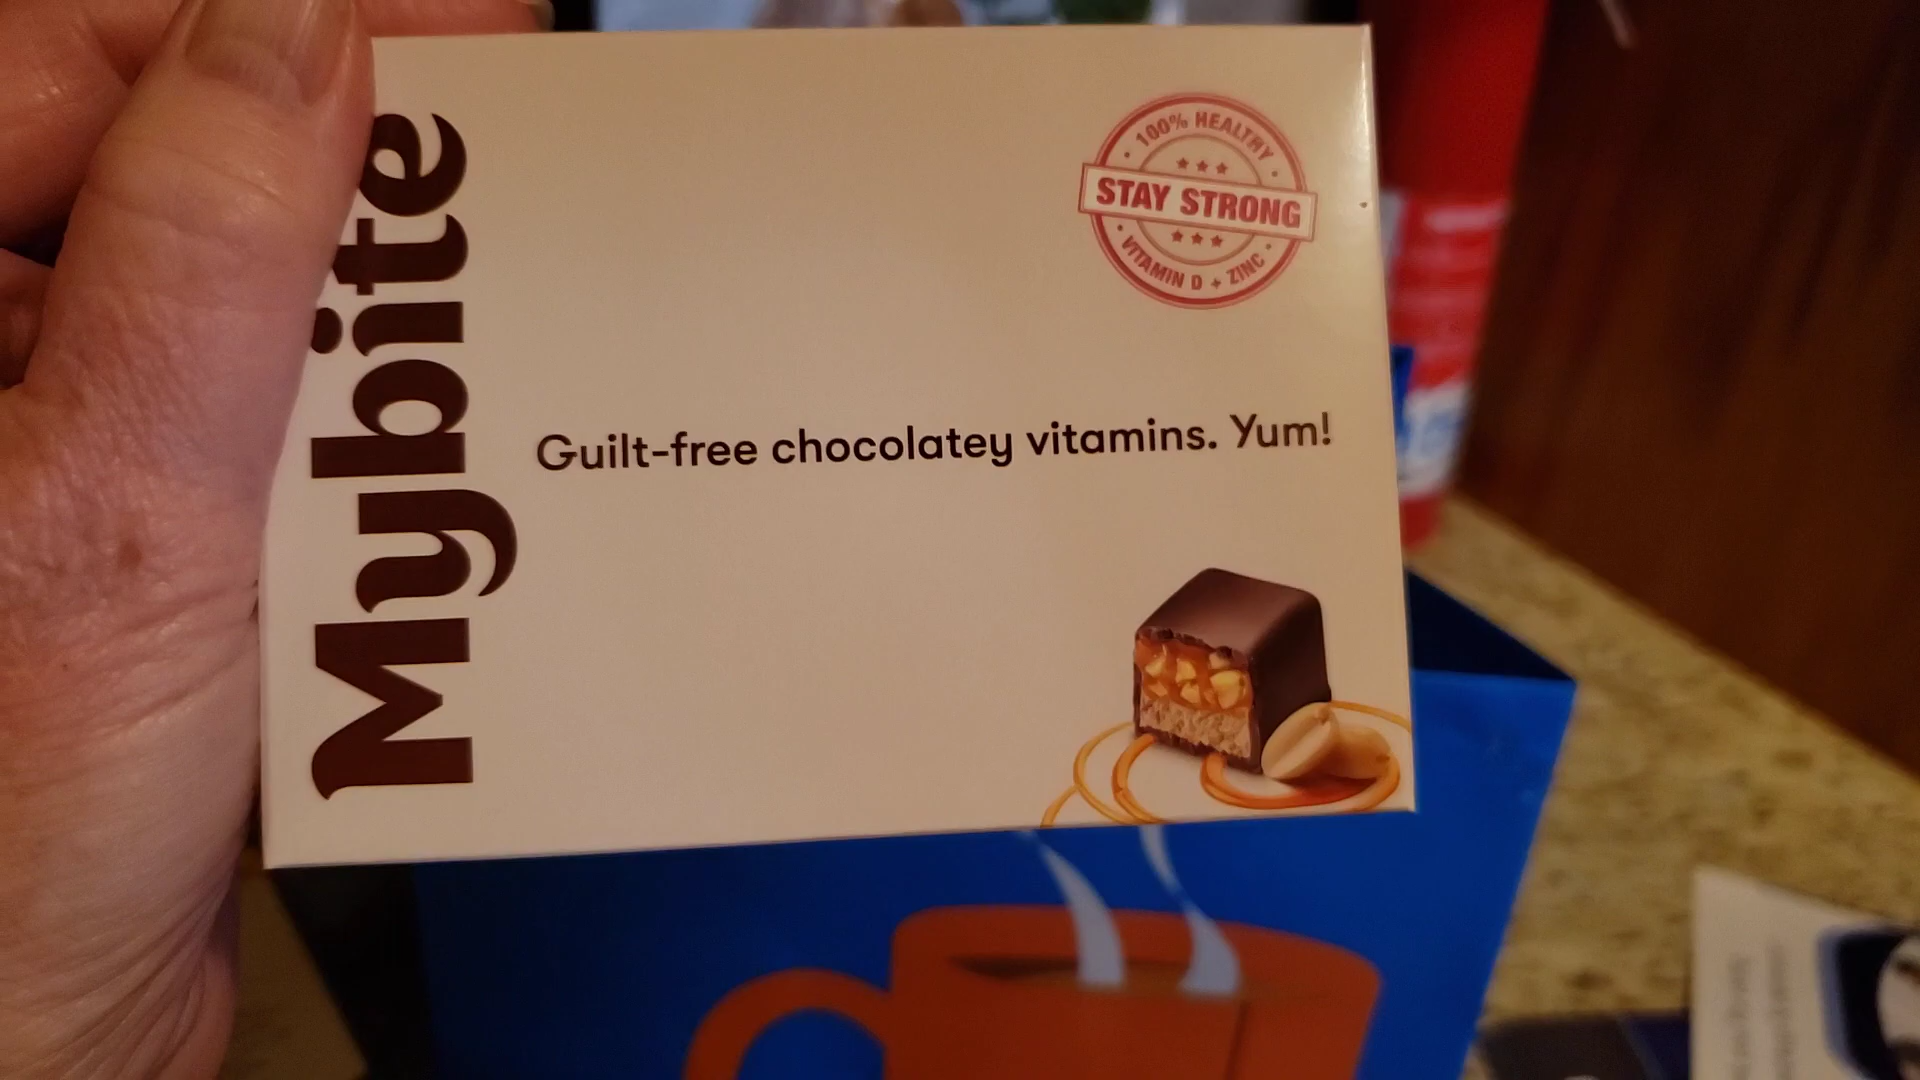 Mybite
100% HEALTHY
STAY STRONG
VITAMIN D + ZINC
Guilt-free chocolatey vitamins. Yum!